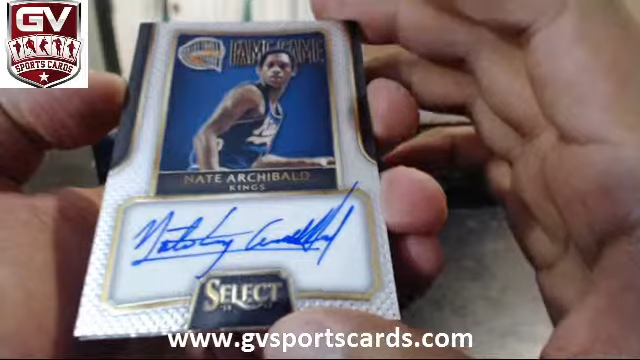 GV
SPORTS CARDS
FAME GAME
NATE ARCHIBALD
KINGS
SELECT
www.gvsportscards.com